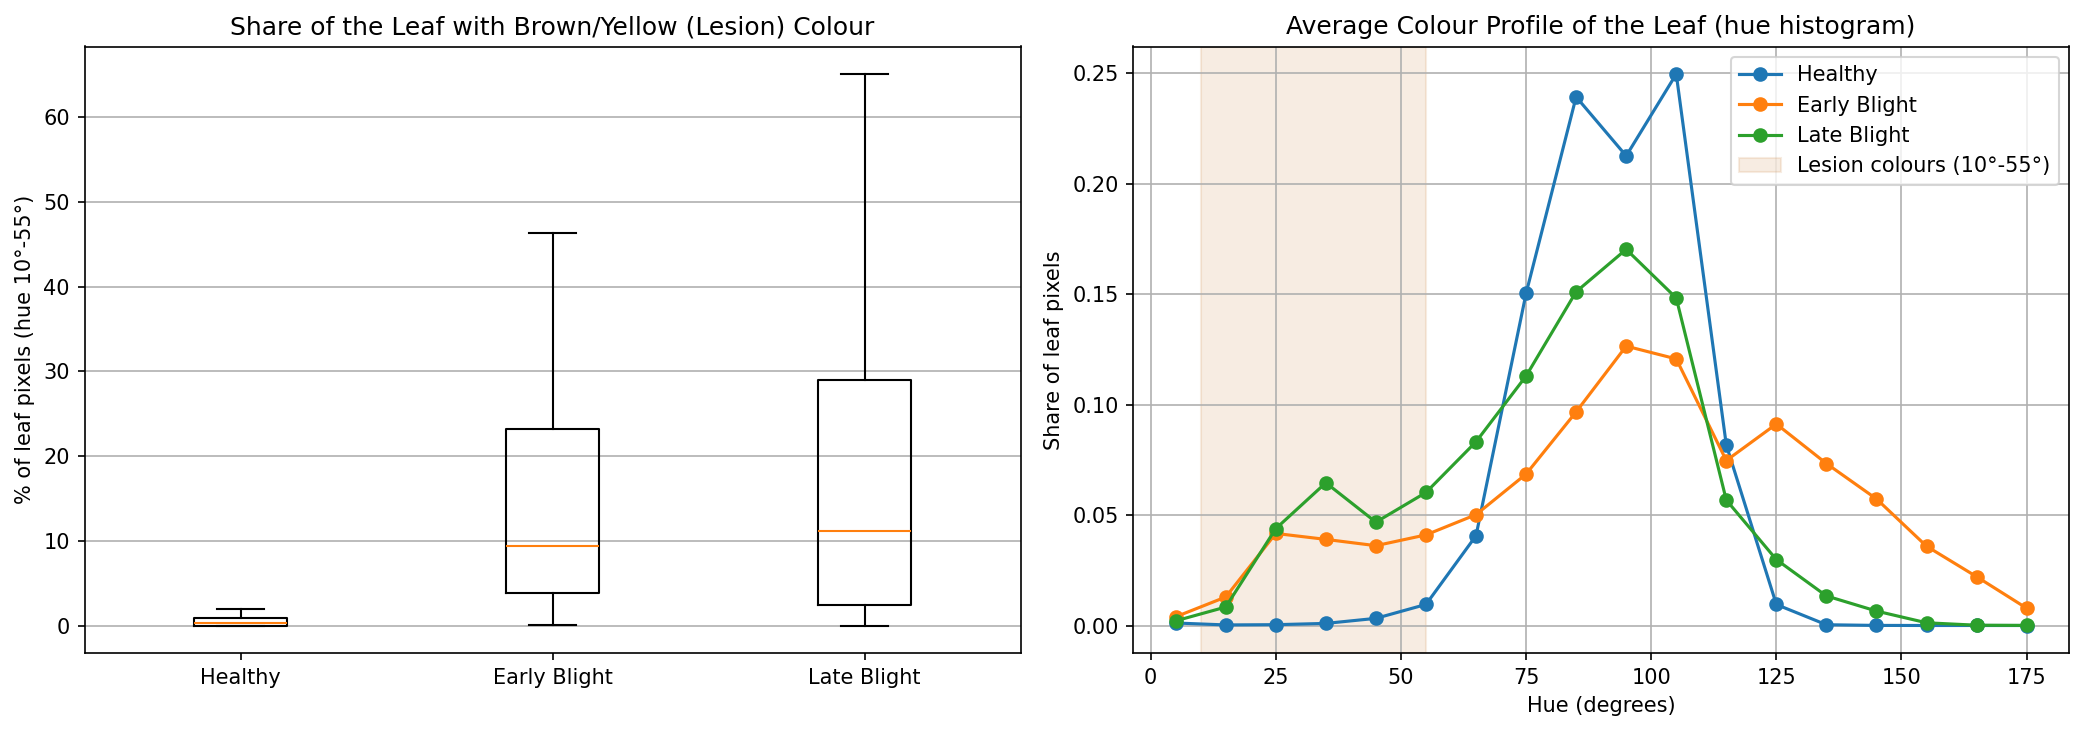 Share of the Leaf with Brown/Yellow (Lesion) Colour
% of leaf pixels (hue 10°-55°)
60
50
40
30
20
10
0
Healthy
Early Blight
Late Blight
Average Colour Profile of the Leaf (hue histogram)
Share of leaf pixels
0.25
0.20
0.15
0.10
0.05
0.00
Healthy
Early Blight
Late Blight
Lesion colours (10°-55°)
0
25
50
75
100
125
150
175
Hue (degrees)